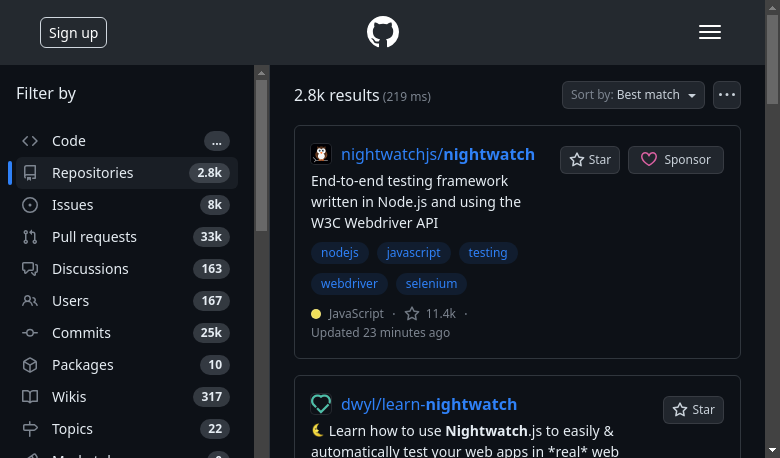 Sign up
Filter by
Code ...
Repositories 2.8k
Issues 8k
Pull requests 33k
Discussions 163
Users 167
Commits 25k
Packages 10
Wikis 317
Topics 22
2.8k results (219 ms)
Sort by: Best match
nightwatchjs/nightwatch
Star
Sponsor
End-to-end testing framework
written in Node.js and using the
W3C Webdriver API
nodejs javascript testing
webdriver selenium
JavaScript · 11.4k ·
Updated 23 minutes ago
dwyl/learn-nightwatch
Star
Learn how to use Nightwatch.js to easily &
automatically test your web apps in *real* web